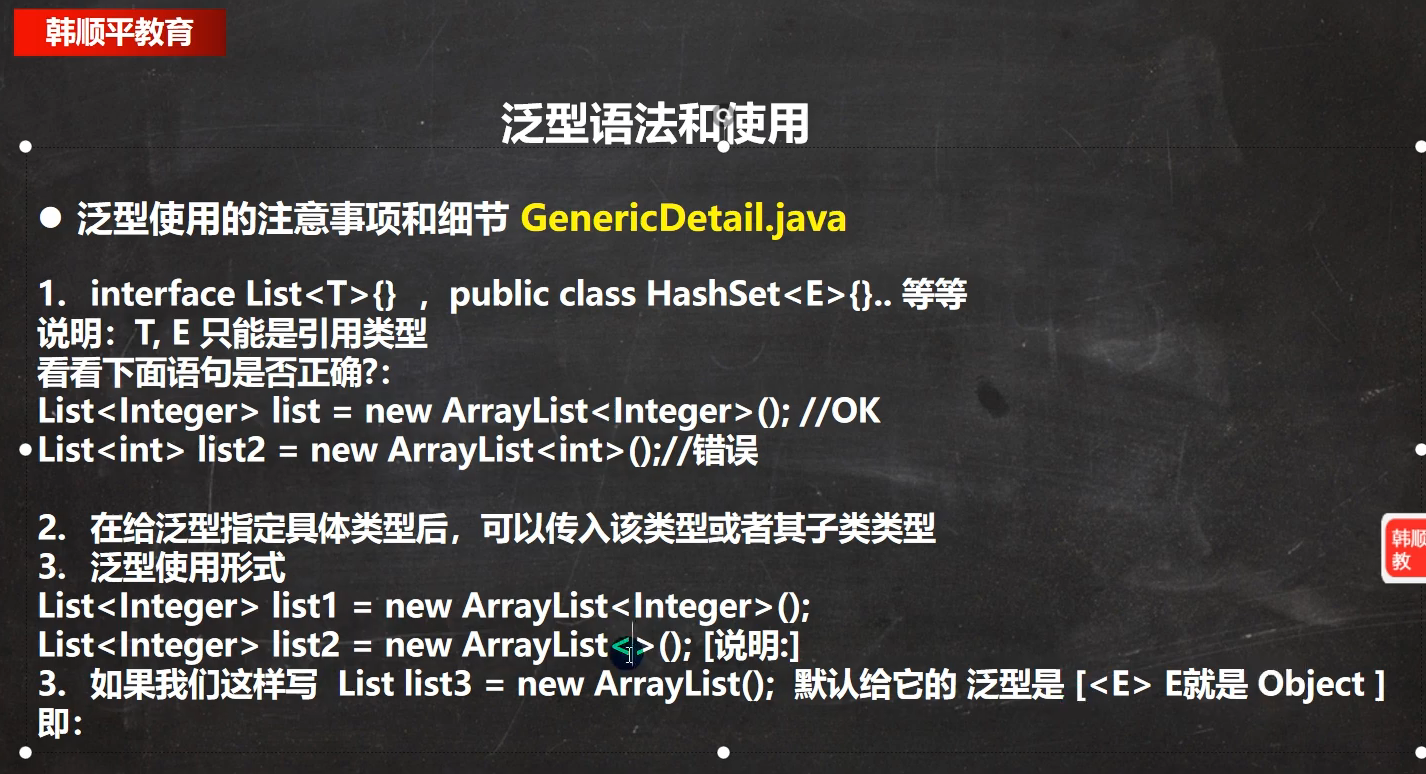 韩顺平教育
泛型语法和使用
● 泛型使用的注意事项和细节 GenericDetail.java
1. interface List<T>{} , public class HashSet<E>{}.. 等等
说明：T, E 只能是引用类型
看看下面语句是否正确?：
List<Integer> list = new ArrayList<Integer>(); //OK
List<int> list2 = new ArrayList<int>();//错误
2. 在给泛型指定具体类型后，可以传入该类型或者其子类类型
3. 泛型使用形式
List<Integer> list1 = new ArrayList<Integer>();
List<Integer> list2 = new ArrayList<>(); [说明:]
3. 如果我们这样写 List list3 = new ArrayList(); 默认给它的 泛型是 [<E> E就是 Object ]
即：
韩顺
教